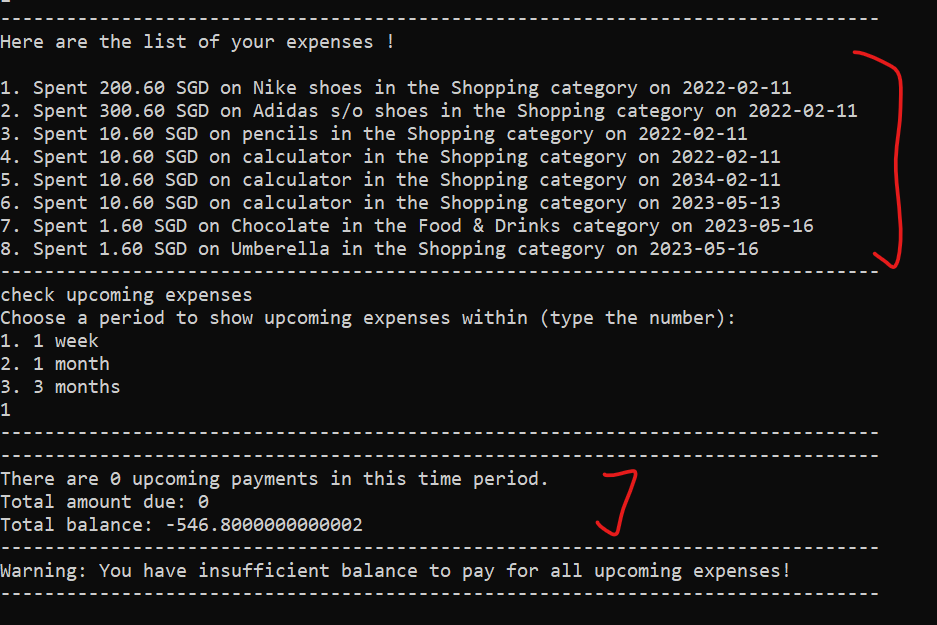 --------------------------------------------------------------------------------
Here are the list of your expenses !
1. Spent 200.60 SGD on Nike shoes in the Shopping category on 2022-02-11
2. Spent 300.60 SGD on Adidas s/o shoes in the Shopping category on 2022-02-11
3. Spent 10.60 SGD on pencils in the Shopping category on 2022-02-11
4. Spent 10.60 SGD on calculator in the Shopping category on 2022-02-11
5. Spent 10.60 SGD on calculator in the Shopping category on 2034-02-11
6. Spent 10.60 SGD on calculator in the Shopping category on 2023-05-13
7. Spent 1.60 SGD on Chocolate in the Food & Drinks category on 2023-05-16
8. Spent 1.60 SGD on Umberella in the Shopping category on 2023-05-16
--------------------------------------------------------------------------------
check upcoming expenses
Choose a period to show upcoming expenses within (type the number):
1. 1 week
2. 1 month
3. 3 months
1
--------------------------------------------------------------------------------
--------------------------------------------------------------------------------
There are 0 upcoming payments in this time period.
Total amount due: 0
Total balance: -546.8000000000002
--------------------------------------------------------------------------------
Warning: You have insufficient balance to pay for all upcoming expenses!
--------------------------------------------------------------------------------